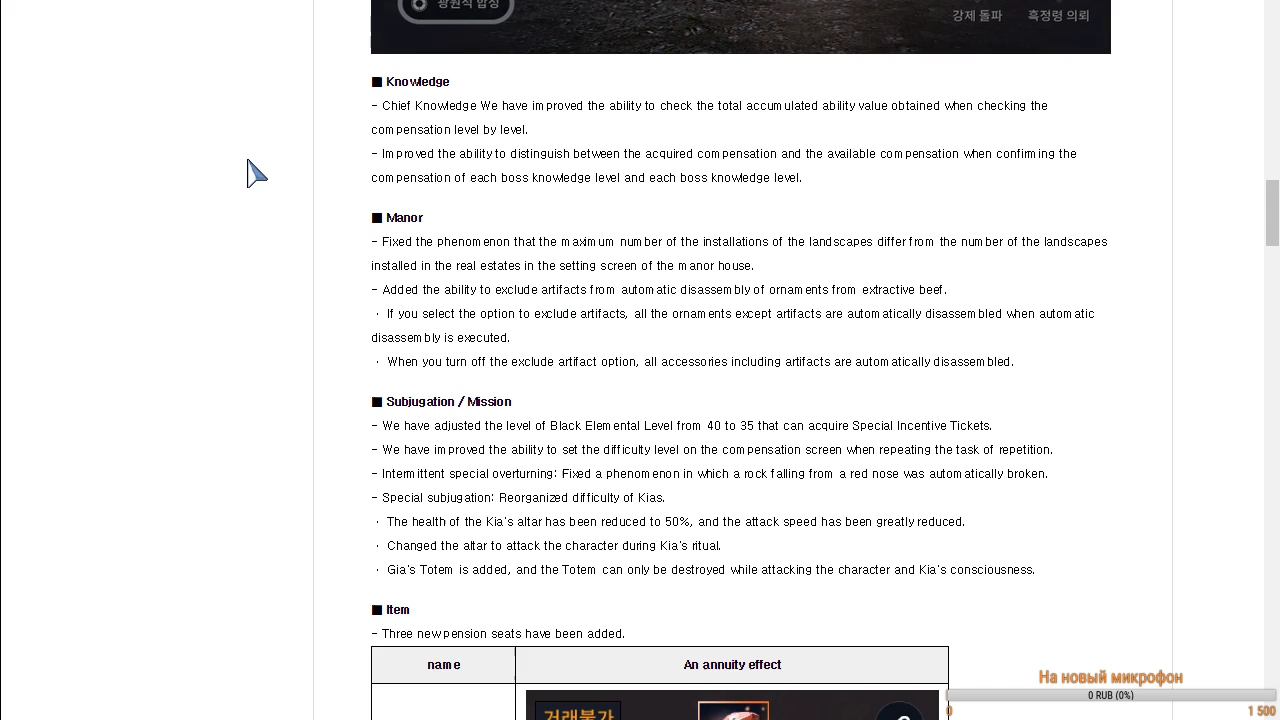 광원석 합성
강제 돌파 흑정령 의뢰
■ Knowledge
- Chief Knowledge We have improved the ability to check the total accumulated ability value obtained when checking the
compensation level by level.
- Improved the ability to distinguish between the acquired compensation and the available compensation when confirming the
compensation of each boss knowledge level and each boss knowledge level.
■ Manor
- Fixed the phenomenon that the maximum number of the installations of the landscapes differ from the number of the landscapes
installed in the real estates in the setting screen of the manor house.
- Added the ability to exclude artifacts from automatic disassembly of ornaments from extractive beef.
· If you select the option to exclude artifacts, all the ornaments except artifacts are automatically disassembled when automatic
disassembly is executed.
· When you turn off the exclude artifact option, all accessories including artifacts are automatically disassembled.
■ Subjugation / Mission
- We have adjusted the level of Black Elemental Level from 40 to 35 that can acquire Special Incentive Tickets.
- We have improved the ability to set the difficulty level on the compensation screen when repeating the task of repetition.
- Intermittent special overturning: Fixed a phenomenon in which a rock falling from a red nose was automatically broken.
- Special subjugation: Reorganized difficulty of Kias.
· The health of the Kia's altar has been reduced to 50%, and the attack speed has been greatly reduced.
· Changed the altar to attack the character during Kia's ritual.
· Gia's Totem is added, and the Totem can only be destroyed while attacking the character and Kia's consciousness.
■ Item
- Three new pension seats have been added.
name An annuity effect
거래불가
На новый микрофон
0 RUB (0%)
0 1 500